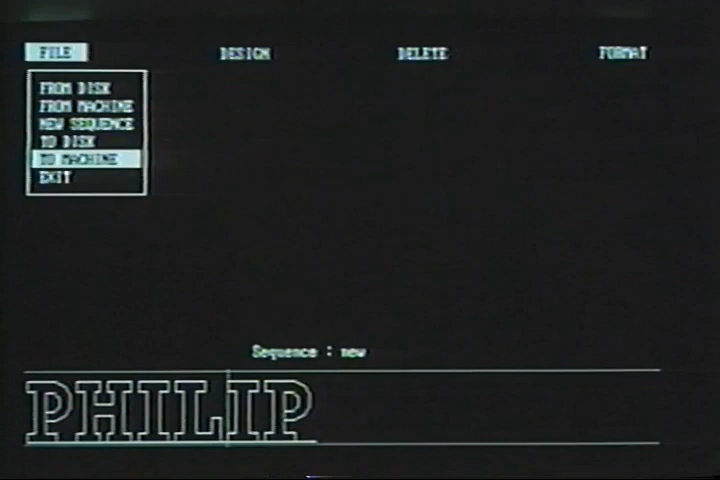 FILE DESIGN DELETE FORMAT
FROM DISK
FROM MACHINE
NEW SEQUENCE
TO DISK
TO MACHINE
EXIT
Sequence : new
PHILIP